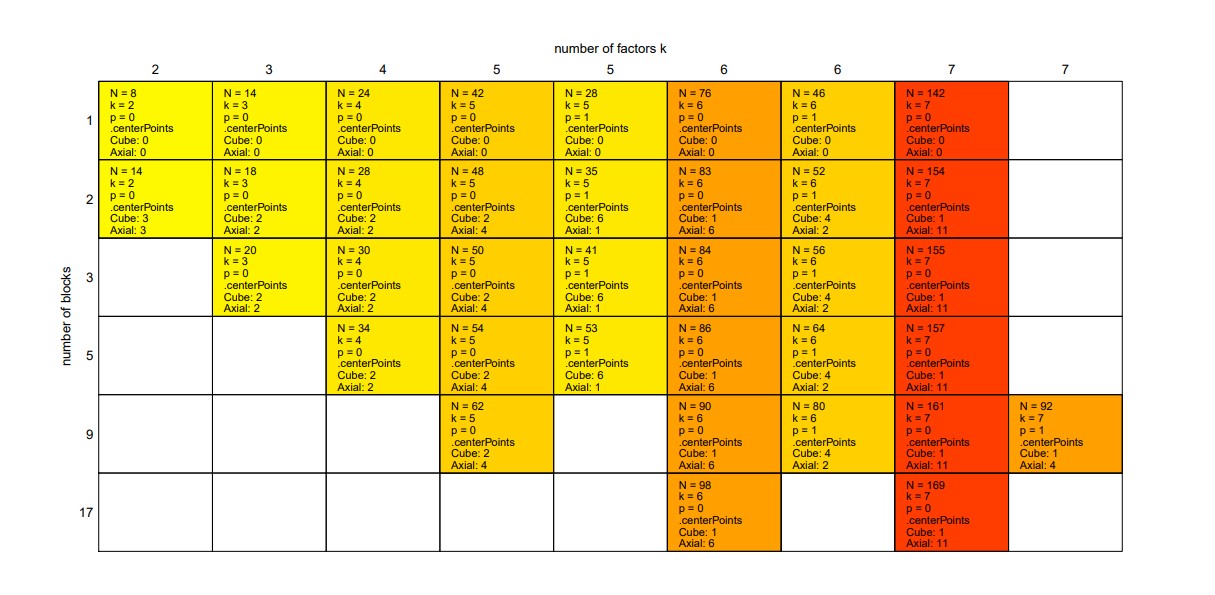 number of factors k
2 3 4 5 5 6 6 7 7
number of blocks
1
N = 8
k = 2
p = 0
.centerPoints
Cube: 0
Axial: 0
N = 14
k = 3
p = 0
.centerPoints
Cube: 0
Axial: 0
N = 24
k = 4
p = 0
.centerPoints
Cube: 0
Axial: 0
N = 42
k = 5
p = 0
.centerPoints
Cube: 0
Axial: 0
N = 28
k = 5
p = 1
.centerPoints
Cube: 0
Axial: 0
N = 76
k = 6
p = 0
.centerPoints
Cube: 0
Axial: 0
N = 46
k = 6
p = 1
.centerPoints
Cube: 0
Axial: 0
N = 142
k = 7
p = 0
.centerPoints
Cube: 0
Axial: 0
2
N = 14
k = 2
p = 0
.centerPoints
Cube: 3
Axial: 3
N = 18
k = 3
p = 0
.centerPoints
Cube: 2
Axial: 2
N = 28
k = 4
p = 0
.centerPoints
Cube: 2
Axial: 2
N = 48
k = 5
p = 0
.centerPoints
Cube: 2
Axial: 4
N = 35
k = 5
p = 1
.centerPoints
Cube: 6
Axial: 1
N = 83
k = 6
p = 0
.centerPoints
Cube: 1
Axial: 6
N = 52
k = 6
p = 1
.centerPoints
Cube: 4
Axial: 2
N = 154
k = 7
p = 0
.centerPoints
Cube: 1
Axial: 11
3
N = 20
k = 3
p = 0
.centerPoints
Cube: 2
Axial: 2
N = 30
k = 4
p = 0
.centerPoints
Cube: 2
Axial: 2
N = 50
k = 5
p = 0
.centerPoints
Cube: 2
Axial: 4
N = 41
k = 5
p = 1
.centerPoints
Cube: 6
Axial: 1
N = 84
k = 6
p = 0
.centerPoints
Cube: 1
Axial: 6
N = 56
k = 6
p = 1
.centerPoints
Cube: 4
Axial: 2
N = 155
k = 7
p = 0
.centerPoints
Cube: 1
Axial: 11
5
N = 34
k = 4
p = 0
.centerPoints
Cube: 2
Axial: 2
N = 54
k = 5
p = 0
.centerPoints
Cube: 2
Axial: 4
N = 53
k = 5
p = 1
.centerPoints
Cube: 6
Axial: 1
N = 86
k = 6
p = 0
.centerPoints
Cube: 1
Axial: 6
N = 64
k = 6
p = 1
.centerPoints
Cube: 4
Axial: 2
N = 157
k = 7
p = 0
.centerPoints
Cube: 1
Axial: 11
9
N = 62
k = 5
p = 0
.centerPoints
Cube: 2
Axial: 4
N = 90
k = 6
p = 0
.centerPoints
Cube: 1
Axial: 6
N = 80
k = 6
p = 1
.centerPoints
Cube: 4
Axial: 2
N = 161
k = 7
p = 0
.centerPoints
Cube: 1
Axial: 11
N = 92
k = 7
p = 1
.centerPoints
Cube: 1
Axial: 4
17
N = 98
k = 6
p = 0
.centerPoints
Cube: 1
Axial: 6
N = 169
k = 7
p = 0
.centerPoints
Cube: 1
Axial: 11